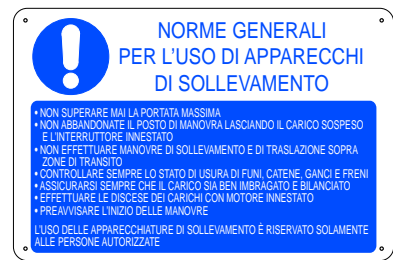 NORME GENERALI
PER L'USO DI APPARECCHI
DI SOLLEVAMENTO
• NON SUPERARE MAI LA PORTATA MASSIMA
• NON ABBANDONATE IL POSTO DI MANOVRA LASCIANDO IL CARICO SOSPESO
E L'INTERRUTTORE INNESTATO
• NON EFFETTUARE MANOVRE DI SOLLEVAMENTO E DI TRASLAZIONE SOPRA
ZONE DI TRANSITO
• CONTROLLARE SEMPRE LO STATO DI USURA DI FUNI, CATENE, GANCI E FRENI
• ASSICURARSI SEMPRE CHE IL CARICO SIA BEN IMBRAGATO E BILANCIATO
• EFFETTUARE LE DISCESE DEI CARICHI CON MOTORE INNESTATO
• PREAVVISARE L'INIZIO DELLE MANOVRE
L'USO DELLE APPARECCHIATURE DI SOLLEVAMENTO È RISERVATO SOLAMENTE
ALLE PERSONE AUTORIZZATE